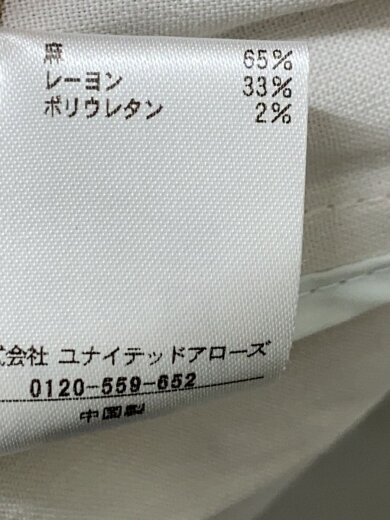 麻 65%
レーヨン 33%
ポリウレタン 2%
式会社 ユナイテッドアローズ
0120-559-652
中国製